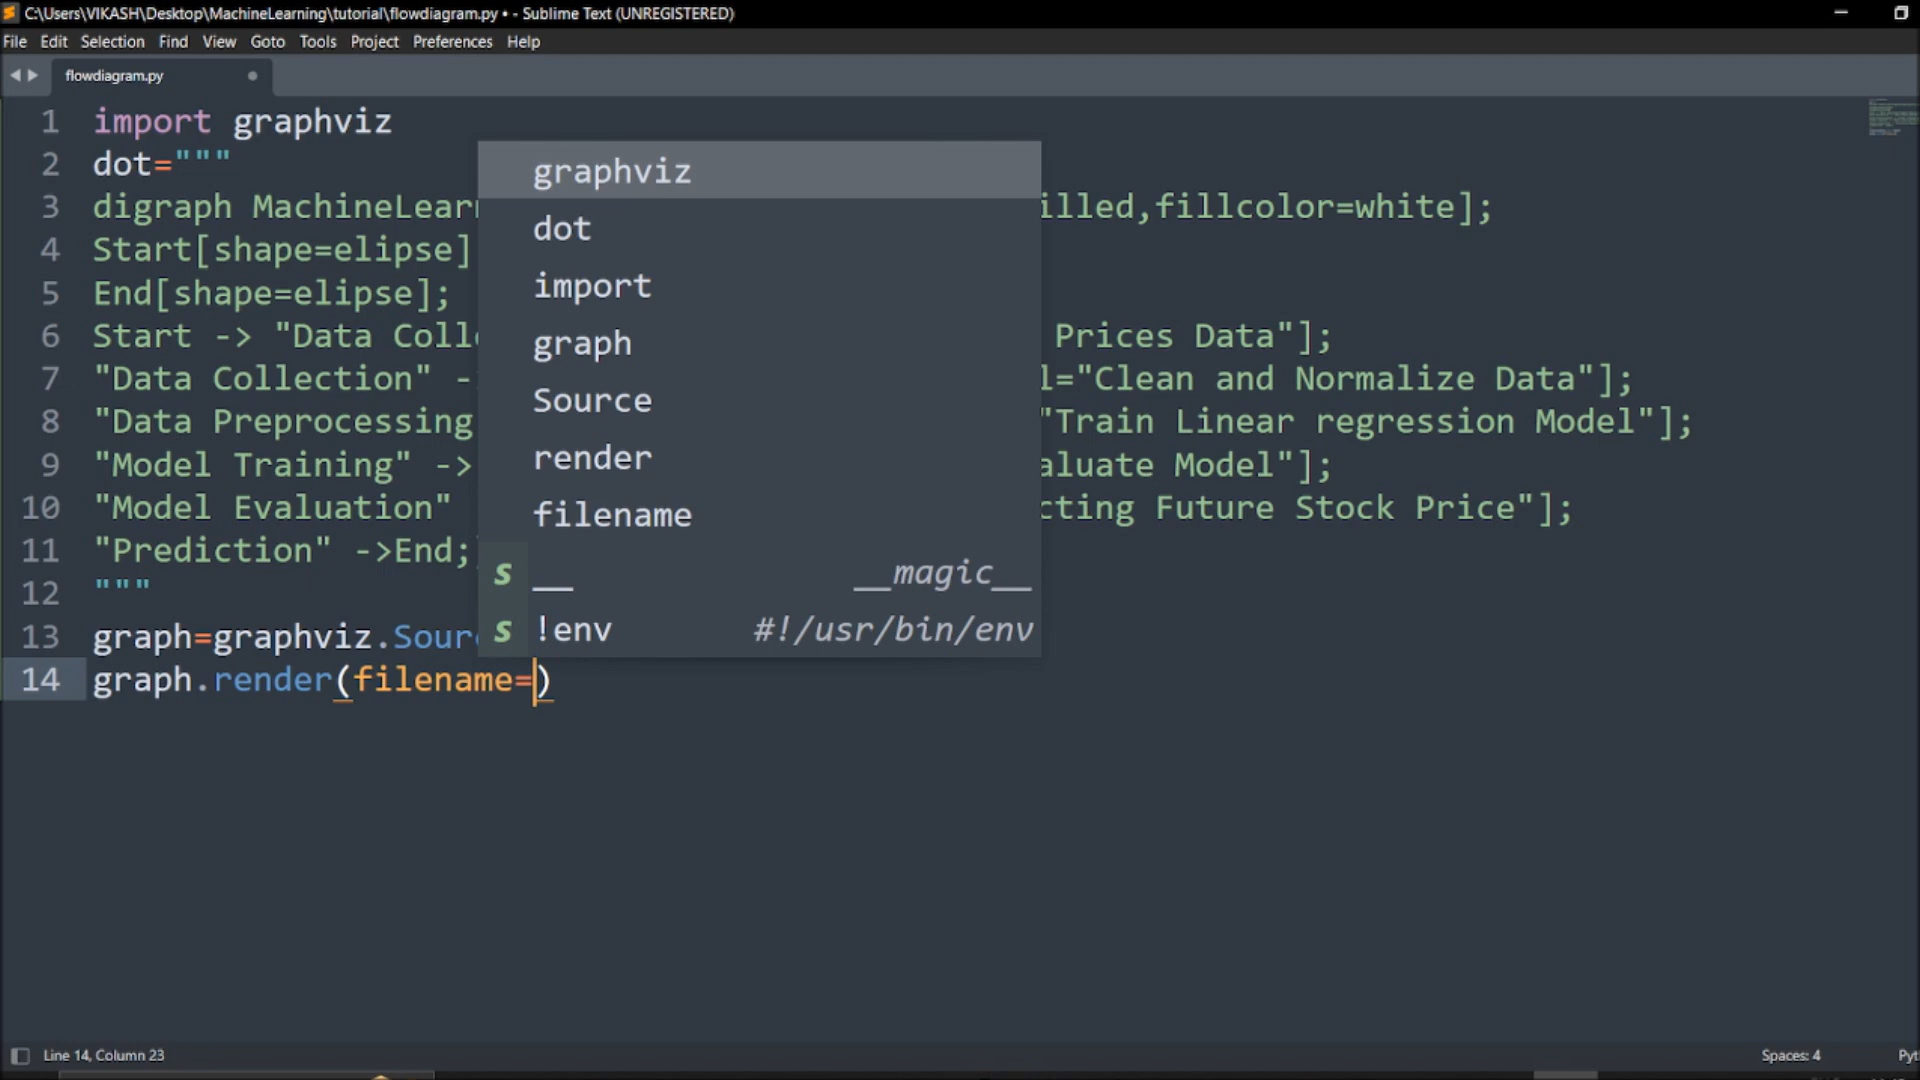 C:\Users\VIKASH\Desktop\MachineLearning\tutorial\flowdiagram.py • - Sublime Text (UNREGISTERED)
File Edit Selection Find View Goto Tools Project Preferences Help
flowdiagram.py
1 import graphviz
2 dot="""
3 digraph MachineLear illed,fillcolor=white];
4 Start[shape=elipse]
5 End[shape=elipse];
6 Start -> "Data Coll Prices Data"];
7 "Data Collection" - l="Clean and Normalize Data"];
8 "Data Preprocessing "Train Linear regression Model"];
9 "Model Training" -> aluate Model"];
10 "Model Evaluation" cting Future Stock Price"];
11 "Prediction" ->End;
12 """
13 graph=graphviz.Sour
14 graph.render(filename=)
graphviz
dot
import
graph
Source
render
filename
s __ __magic__
s !env #!/usr/bin/env
Line 14, Column 23
Spaces: 4
Pyt